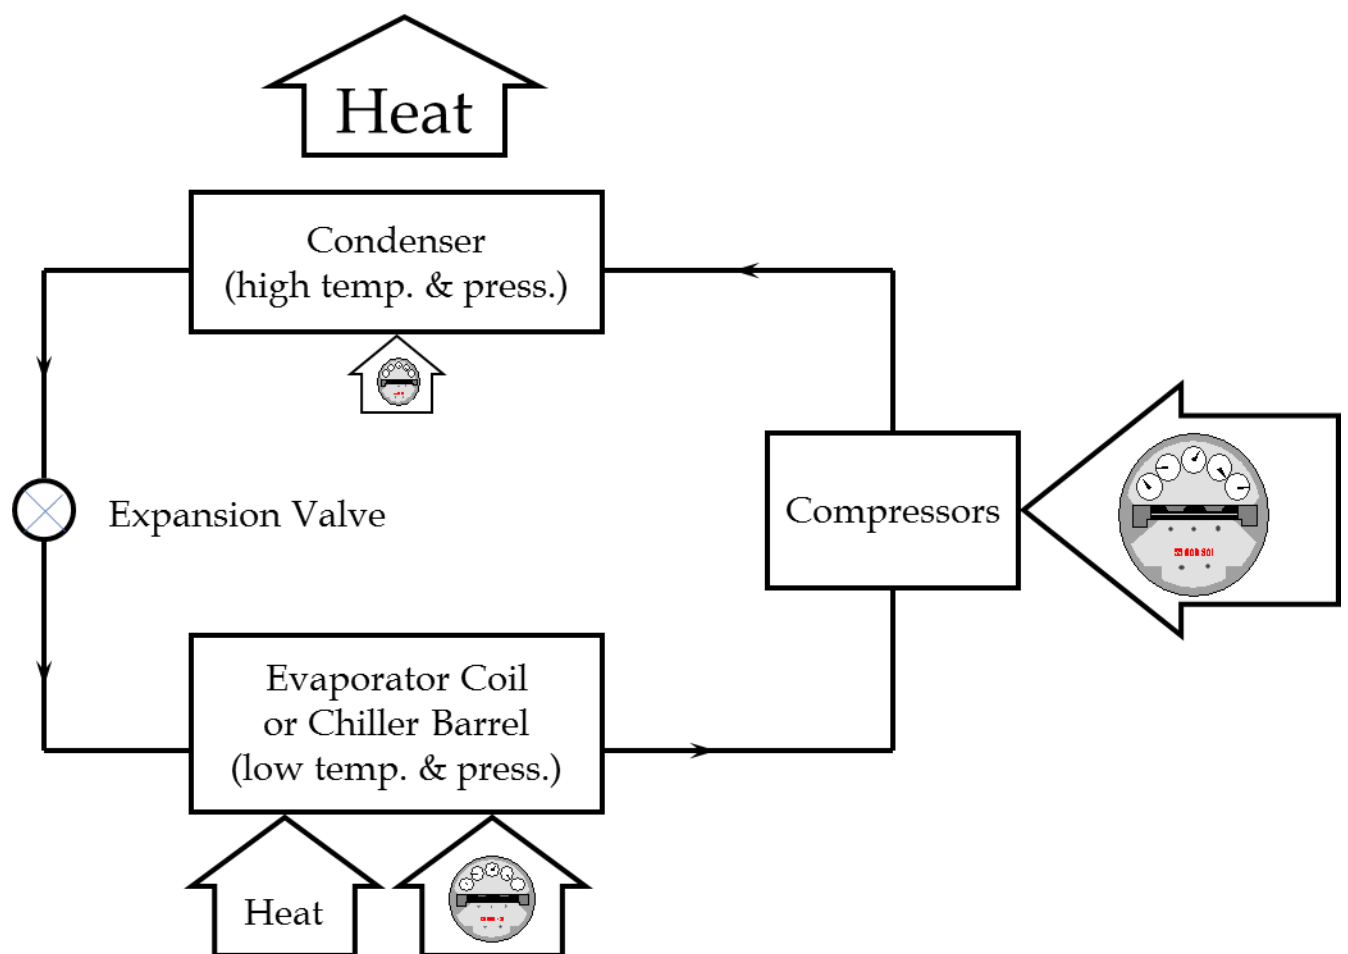 Heat
Condenser
(high temp. & press.)
Expansion Valve
Compressors
Evaporator Coil
or Chiller Barrel
(low temp. & press.)
Heat